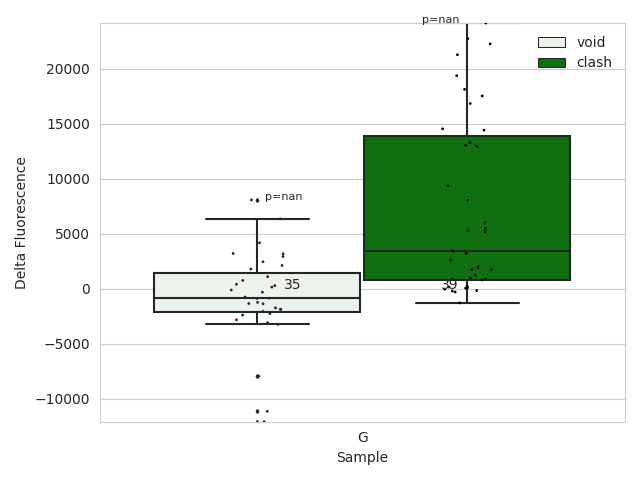 p=nan
void
clash
20000
15000
10000
p=nan
5000
0
35
39
−5000
−10000
Delta Fluorescence
G
Sample